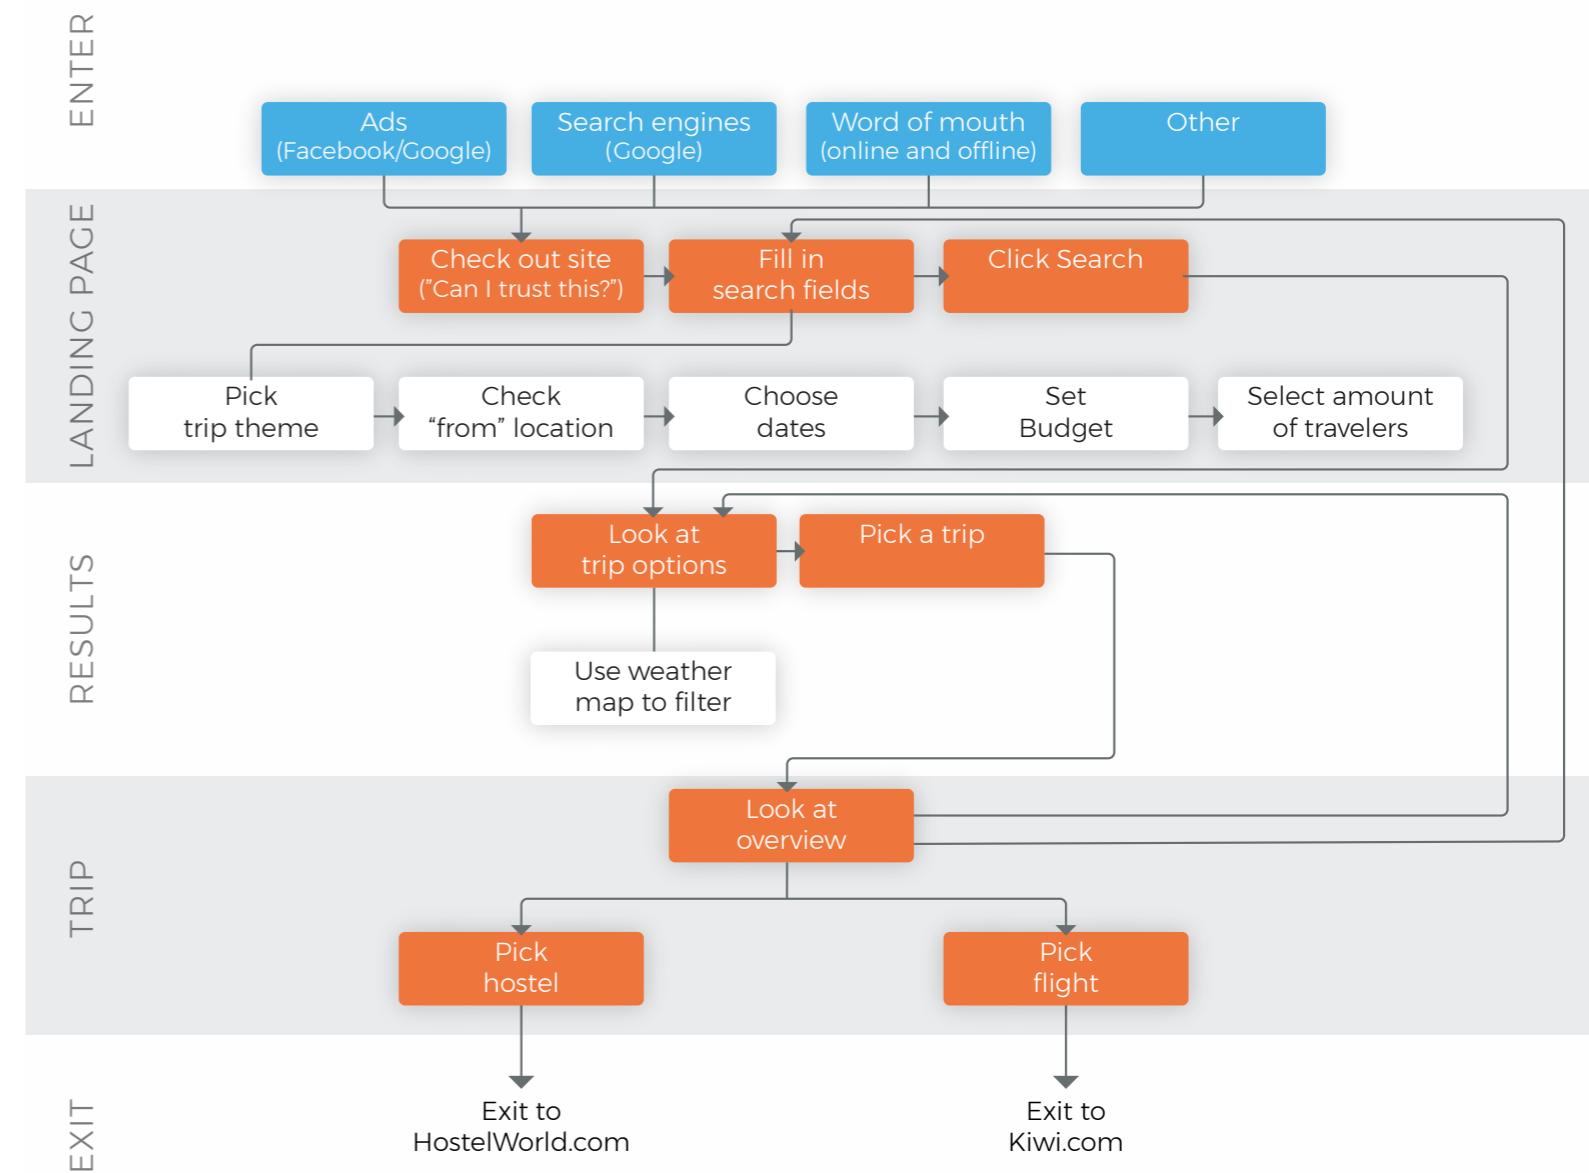 ENTER
Ads
(Facebook/Google)
Search engines
(Google)
Word of mouth
(online and offline)
Other
LANDING PAGE
Check out site
("Can I trust this?")
Fill in
search fields
Click Search
Pick
trip theme
Check
“from” location
Choose
dates
Set
Budget
Select amount
of travelers
RESULTS
Look at
trip options
Pick a trip
Use weather
map to filter
TRIP
Look at
overview
Pick
hostel
Pick
flight
EXIT
Exit to
HostelWorld.com
Exit to
Kiwi.com